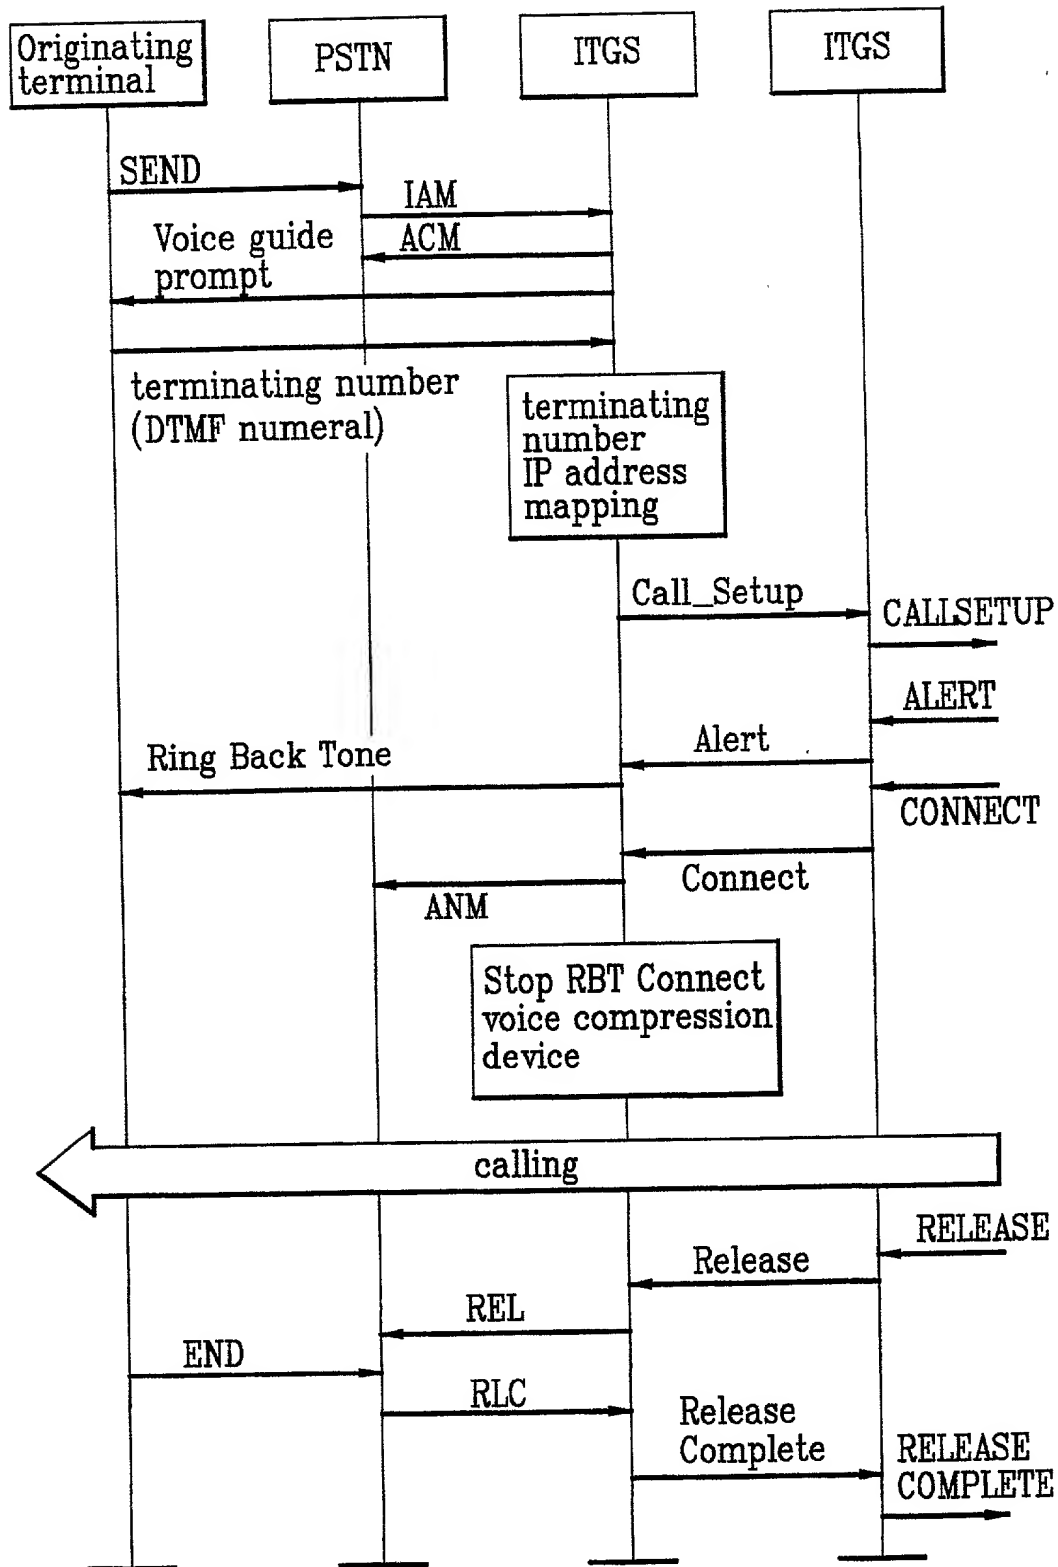 Originating
terminal
PSTN
ITGS
ITGS
SEND
IAM
ACM
Voice guide
prompt
terminating number
(DTMF numeral)
terminating
number
IP address
mapping
Call_Setup
CALLSETUP
ALERT
Alert
Ring Back Tone
CONNECT
Connect
ANM
Stop RBT Connect
voice compression
device
calling
RELEASE
Release
REL
END
RLC
Release
Complete
RELEASE
COMPLETE